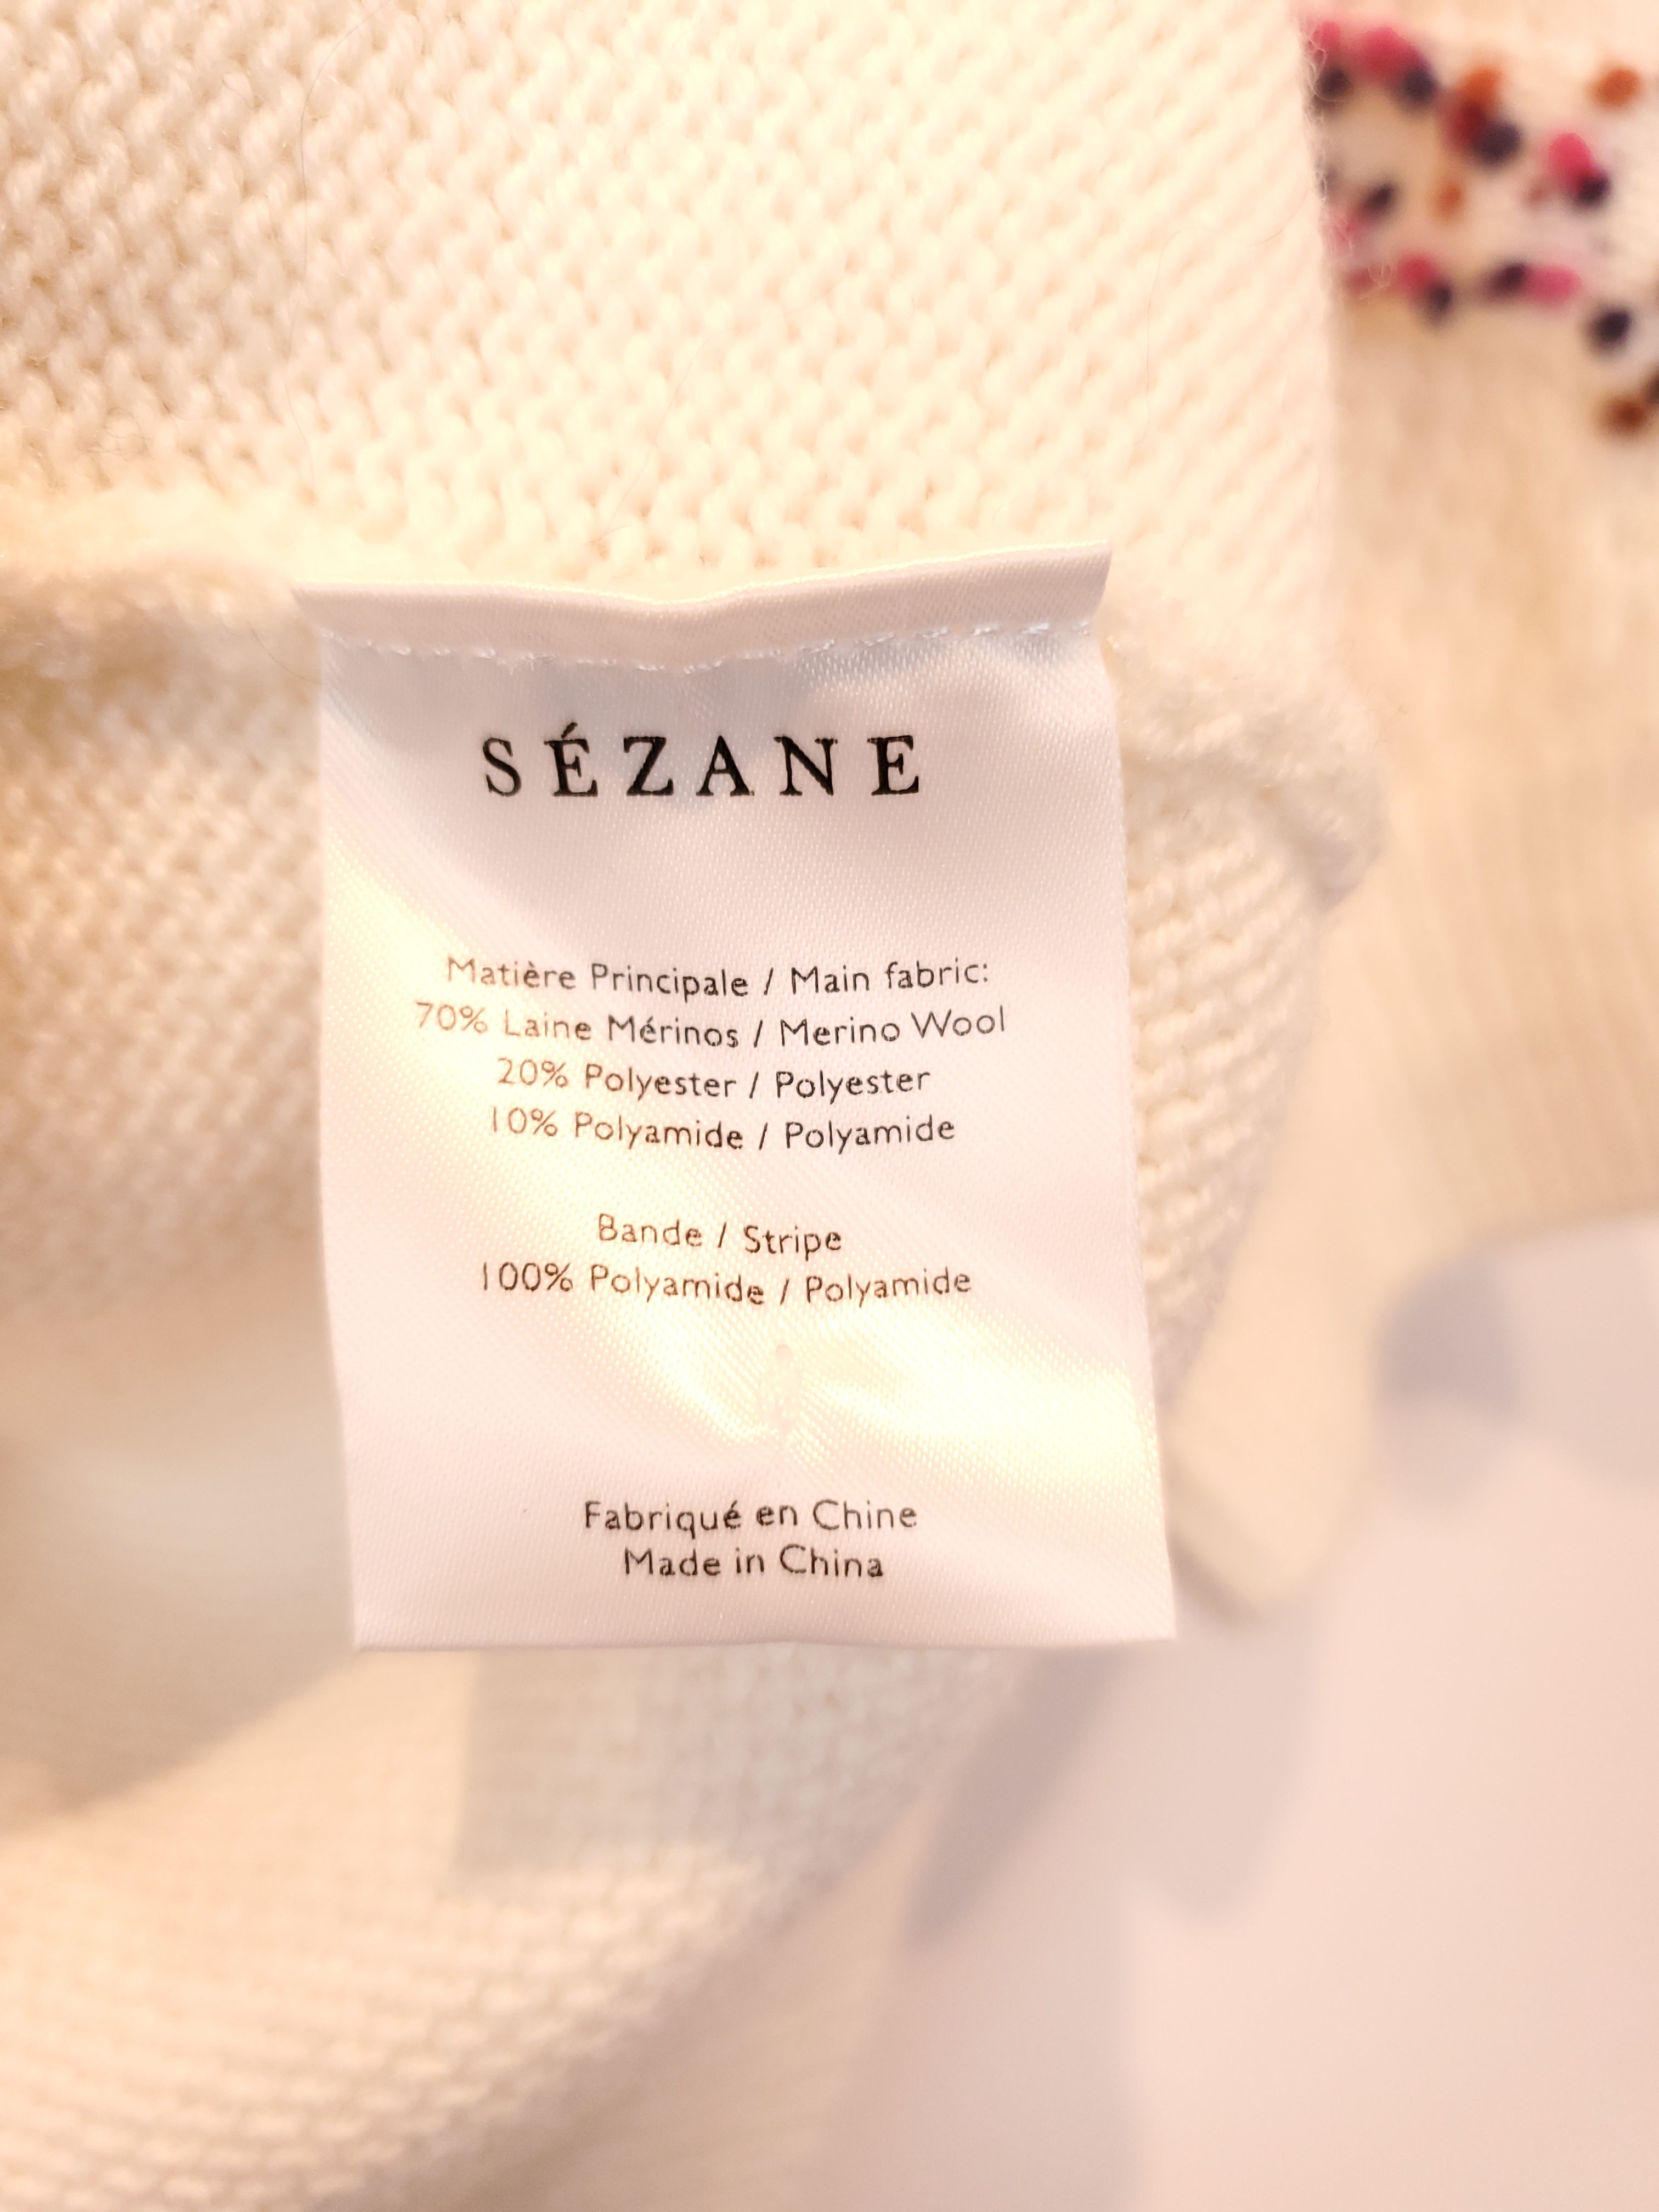 SÉZANE
Matière Principale / Main fabric:
70% Laine Mérinos / Merino Wool
20% Polyester / Polyester
10% Polyamide / Polyamide
Bande / Stripe
100% Polyamide / Polyamide
Fabriqué en Chine
Made in China